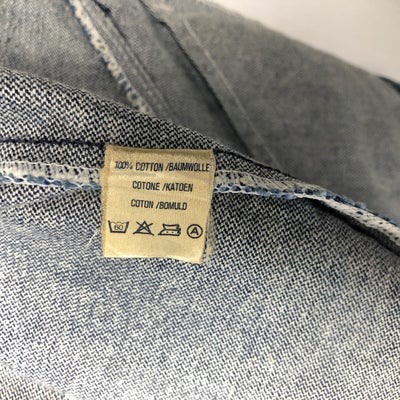 100% COTTON/BAUMWOLLE
COTONE/KATOEN
COTON/BOMULD
60 A